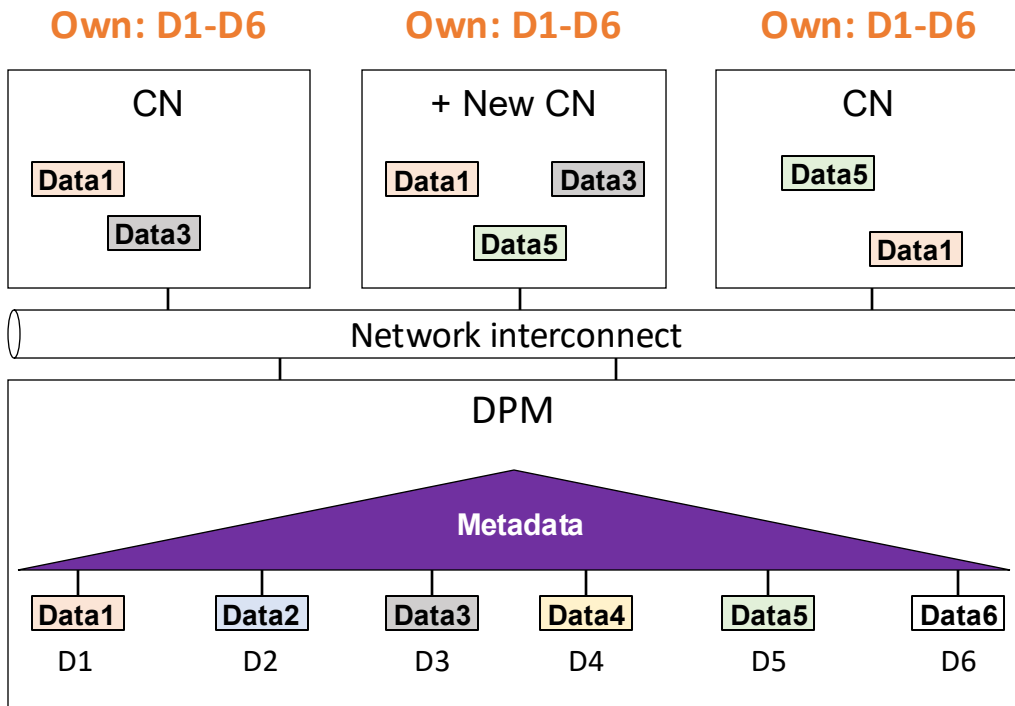 Own: D1-D6
Own: D1-D6
Own: D1-D6
CN
+ New CN
CN
Data1
Data3
Data1
Data3
Data5
Data5
Data1
Network interconnect
DPM
Metadata
Data1
Data2
Data3
Data4
Data5
Data6
D1
D2
D3
D4
D5
D6